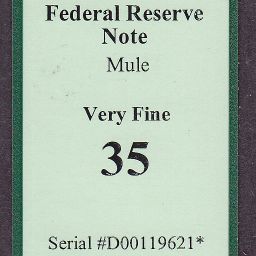 Federal Reserve
Note
Mule
Very Fine
35
Serial #D00119621*